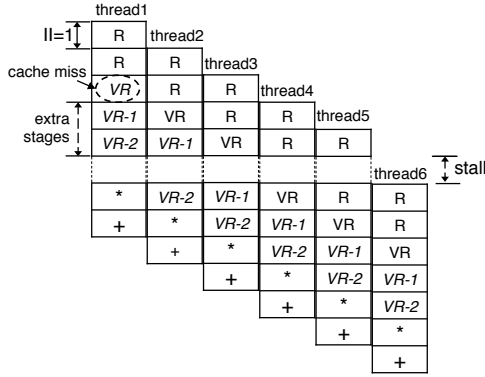 thread1
II=1 R thread2
R R thread3
cache miss VR R R thread4
extra stages VR-1 VR R R thread5
VR-2 VR-1 VR R R
stall
thread6
* VR-2 VR-1 VR R R
+ * VR-2 VR-1 VR R
+ * VR-2 VR-1 VR
+ * VR-2 VR-1
+ * VR-2
+ *
+